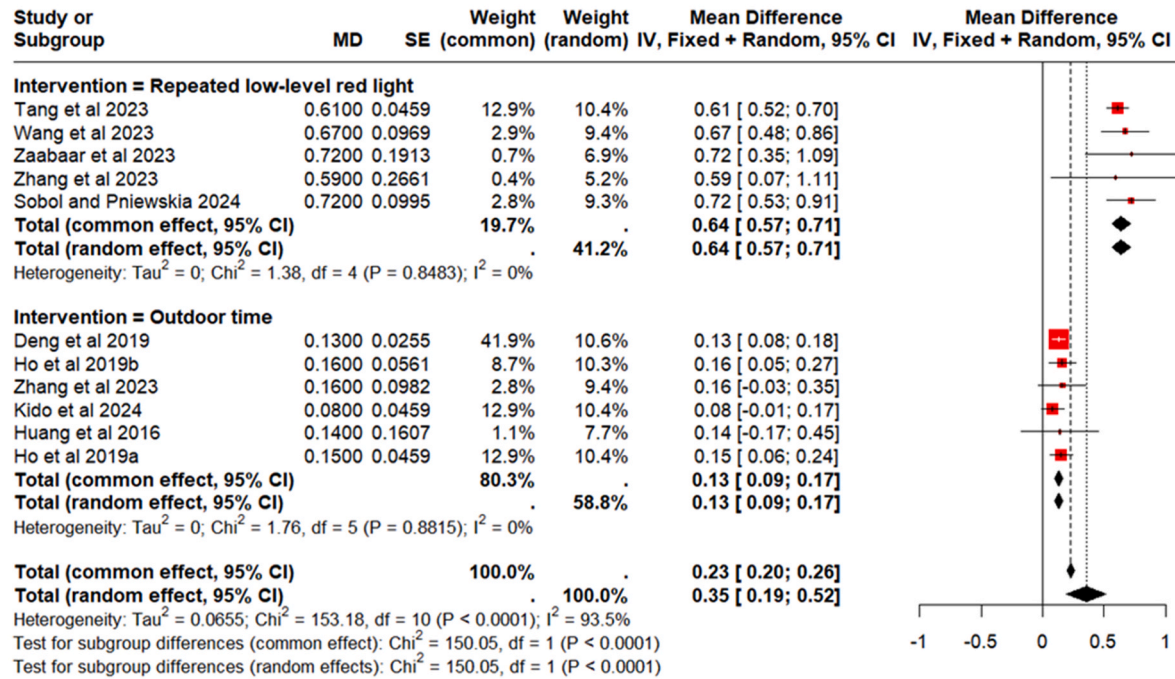 Study or Weight Weight Mean Difference Mean Difference
Subgroup MD SE (common) (random) IV, Fixed + Random, 95% CI IV, Fixed + Random, 95% CI
Intervention = Repeated low-level red light
Tang et al 2023 0.6100 0.0459 12.9% 10.4% 0.61 [ 0.52; 0.70]
Wang et al 2023 0.6700 0.0969 2.9% 9.4% 0.67 [ 0.48; 0.86]
Zaabaar et al 2023 0.7200 0.1913 0.7% 6.9% 0.72 [ 0.35; 1.09]
Zhang et al 2023 0.5900 0.2661 0.4% 5.2% 0.59 [ 0.07; 1.11]
Sobol and Pniewskia 2024 0.7200 0.0995 2.8% 9.3% 0.72 [ 0.53; 0.91]
Total (common effect, 95% CI) 19.7% . 0.64 [ 0.57; 0.71]
Total (random effect, 95% CI) . 41.2% 0.64 [ 0.57; 0.71]
Heterogeneity: Tau² = 0; Chi² = 1.38, df = 4 (P = 0.8483); I² = 0%
Intervention = Outdoor time
Deng et al 2019 0.1300 0.0255 41.9% 10.6% 0.13 [ 0.08; 0.18]
Ho et al 2019b 0.1600 0.0561 8.7% 10.3% 0.16 [ 0.05; 0.27]
Zhang et al 2023 0.1600 0.0982 2.8% 9.4% 0.16 [-0.03; 0.35]
Kido et al 2024 0.0800 0.0459 12.9% 10.4% 0.08 [-0.01; 0.17]
Huang et al 2016 0.1400 0.1607 1.1% 7.7% 0.14 [-0.17; 0.45]
Ho et al 2019a 0.1500 0.0459 12.9% 10.4% 0.15 [ 0.06; 0.24]
Total (common effect, 95% CI) 80.3% . 0.13 [ 0.09; 0.17]
Total (random effect, 95% CI) . 58.8% 0.13 [ 0.09; 0.17]
Heterogeneity: Tau² = 0; Chi² = 1.76, df = 5 (P = 0.8815); I² = 0%
Total (common effect, 95% CI) 100.0% . 0.23 [ 0.20; 0.26]
Total (random effect, 95% CI) . 100.0% 0.35 [ 0.19; 0.52]
Heterogeneity: Tau² = 0.0655; Chi² = 153.18, df = 10 (P < 0.0001); I² = 93.5%
Test for subgroup differences (common effect): Chi² = 150.05, df = 1 (P < 0.0001)
Test for subgroup differences (random effects): Chi² = 150.05, df = 1 (P < 0.0001)
-1 -0.5 0 0.5 1